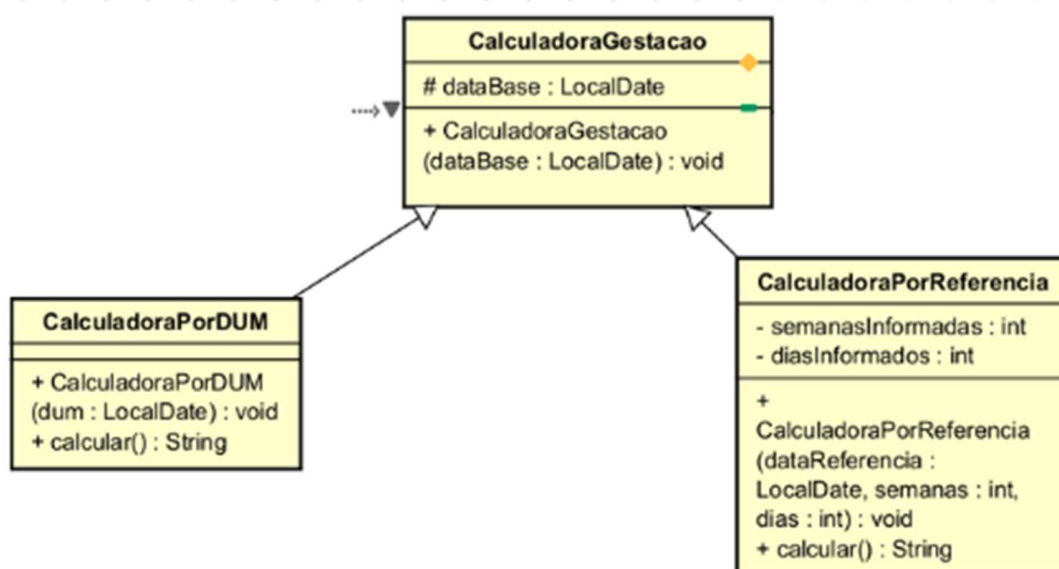 CalculadoraGestacao
# dataBase : LocalDate
+ CalculadoraGestacao
(dataBase : LocalDate) : void
CalculadoraPorDUM
+ CalculadoraPorDUM
(dum : LocalDate) : void
+ calcular() : String
CalculadoraPorReferencia
- semanasInformadas : int
- diasInformados : int
+
CalculadoraPorReferencia
(dataReferencia :
LocalDate, semanas : int,
dias : int) : void
+ calcular() : String